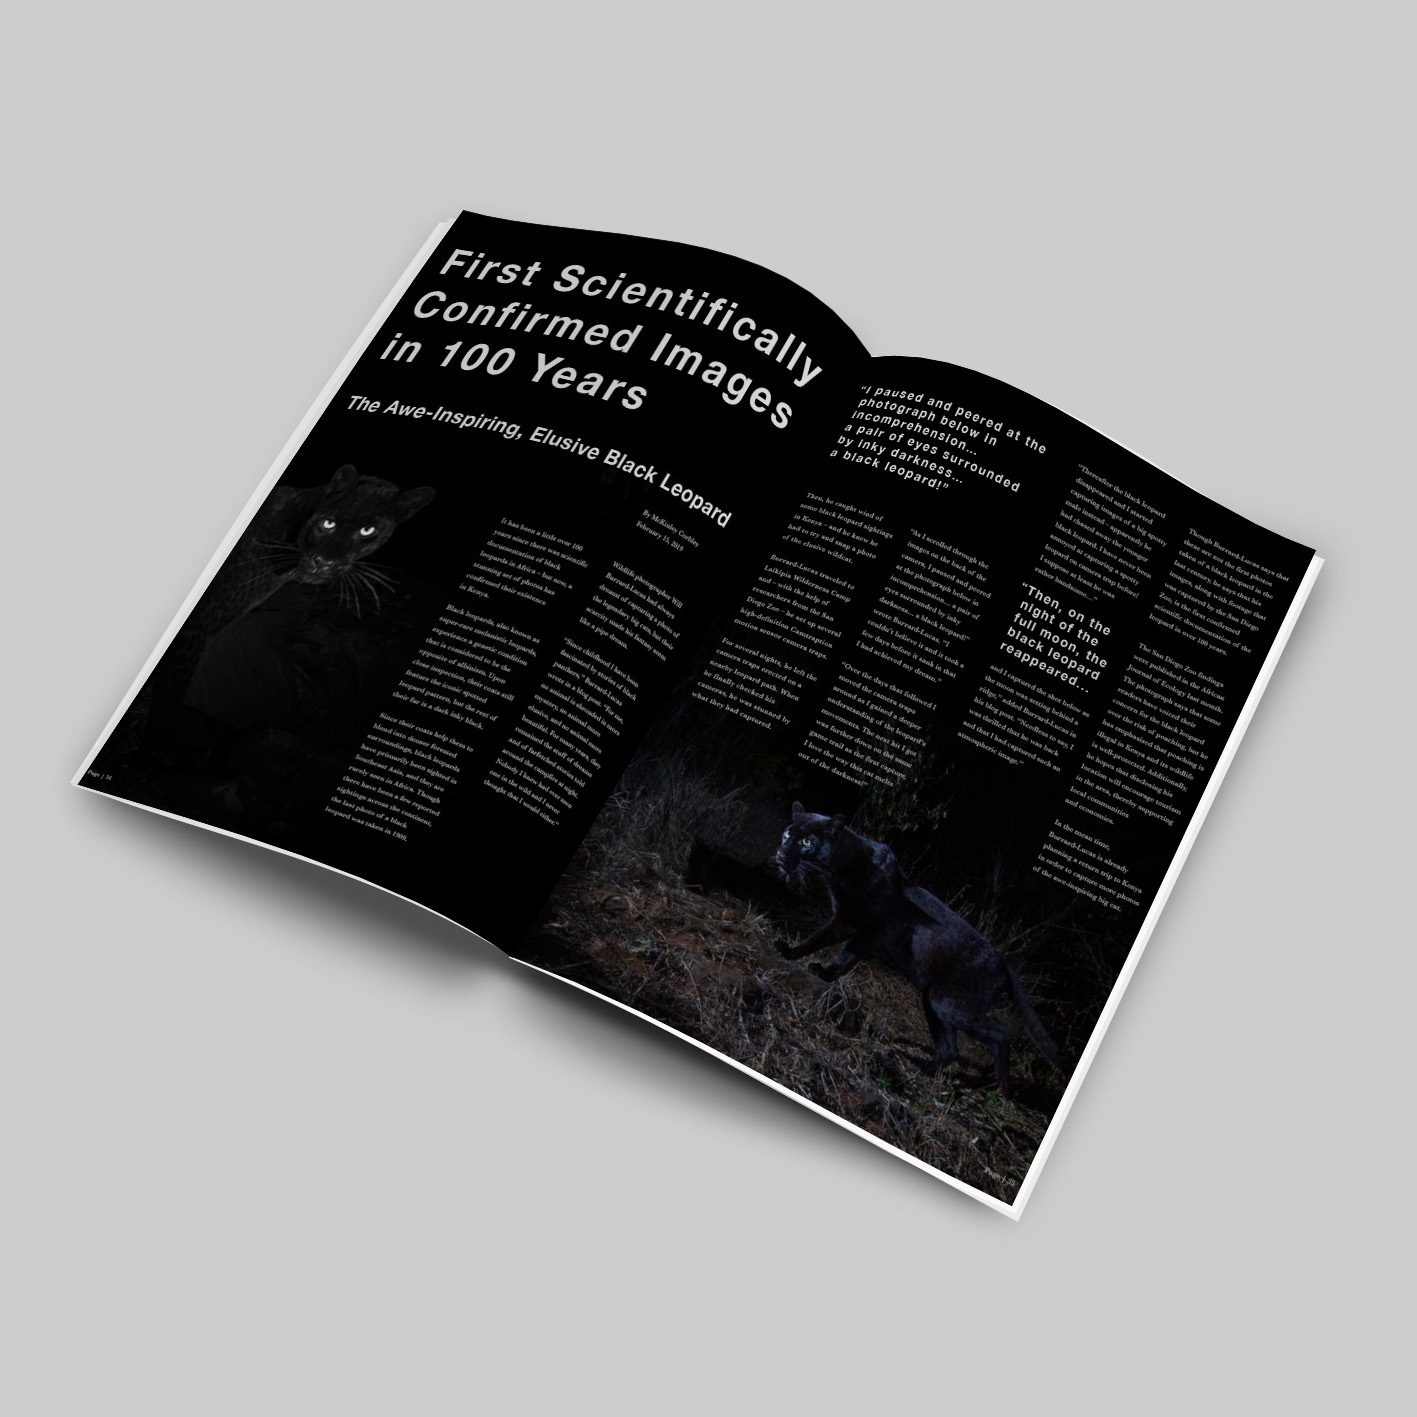 First Scientifically
Confirmed Images
in 100 Years
The Awe-Inspiring, Elusive Black Leopard
By McKinley Corbley
February 15, 2019
It has been a little over 100
years since there was scientific
documentation of black
leopards in Africa – but now, a
stunning set of photos has
confirmed their existence
in Kenya.
Black leopards, also known as
super-rare melanistic leopards,
experience a genetic condition
that is considered to be the
opposite of albinism. Upon
close inspection, their coats still
feature the iconic spotted
leopard pattern, but the rest of
their fur is a dark inky black.
Since their coats help them to
blend into dense forested
surroundings, black leopards
have primarily been sighted in
Southeast Asia, and they are
rarely seen in Africa. Though
there have been a few reported
sightings across the continent,
the last photo of a black
leopard was taken in 1909.
Wildlife photographer Will
Burrard-Lucas had always
dreamed of capturing a photo of
the legendary big cats, but their
scarcity made his fantasy seem
like a pipe dream.
"Since childhood I have been
fascinated by stories of black
panthers," Burrard-Lucas
wrote in a blog post. "For me,
no animal is shrouded in more
mystery, no animal more
elusive, and no animal more
beautiful. For many years, they
remained the stuff of dreams
and of farfetched stories told
around the campfire at night.
Nobody I knew had ever seen
one in the wild and I never
thought that I would either."
Page | 34
"I paused and peered at the
photograph below in
incomprehension...
a pair of eyes surrounded
by inky darkness...
a black leopard!"
Then, he caught wind of
some black leopard sightings
in Kenya – and he knew he
had to try and snap a photo
of the elusive wildcat.
Burrard-Lucas traveled to
Laikipia Wilderness Camp
and – with the help of
researchers from the San
Diego Zoo – he set up several
high-definition Camtraption
motion sensor camera traps.
For several nights, he left the
camera traps erected on a
nearby leopard path. When
he finally checked his
cameras, he was stunned by
what they had captured.
"As I scrolled through the
images on the back of the
camera, I paused and peered
at the photograph below in
incomprehension... a pair of
eyes surrounded by inky
darkness... a black leopard!"
wrote Burrard-Lucas. "I
couldn't believe it and it took a
few days before it sank in that
I had achieved my dream."
"Over the days that followed I
moved the camera traps
around as I gained a deeper
understanding of the leopard's
movements. The next shot I got
was further down the same
game trail as the first capture.
I love the way this cat melts
out of the darkness!"
"Thereafter the black leopard
disappeared and I started
capturing images of a big spotty
male instead – apparently he
had chased away the younger
black leopard. I have never been
annoyed at capturing a spotty
leopard on camera trap before!
I suppose at least he was
rather handsome..."
"Then, on the
night of the
full moon, the
black leopard
reappeared...
and I captured the shot below as
the moon was setting behind a
ridge," added Burrard-Lucas in
his blog post. "My focus was on
was thrilled that he was back
and that I had captured such an
atmospheric image."
Though Burrard-Lucas says that
these are not the first photos
taken of a black leopard in the
last century, he says that his
images, along with footage that
was captured by the San Diego
Zoo, is the first confirmed
scientific documentation of the
leopard in over 100 years.
The San Diego Zoo findings
were published in the African
Journal of Ecology last month.
The photograph says that some
readers have voiced their
concern for the black leopard
over the risk of poaching, but he
has emphasized that poaching is
illegal in Kenya and its wildlife
is well-protected. Additionally,
he hopes that disclosing his
location will encourage tourism
in the area, thereby supporting
local communities
and economies.
In the mean time,
Burrard-Lucas is already
planning a return trip to Kenya
in order to capture more photos
of the awe-inspiring big cat.
Page | 35